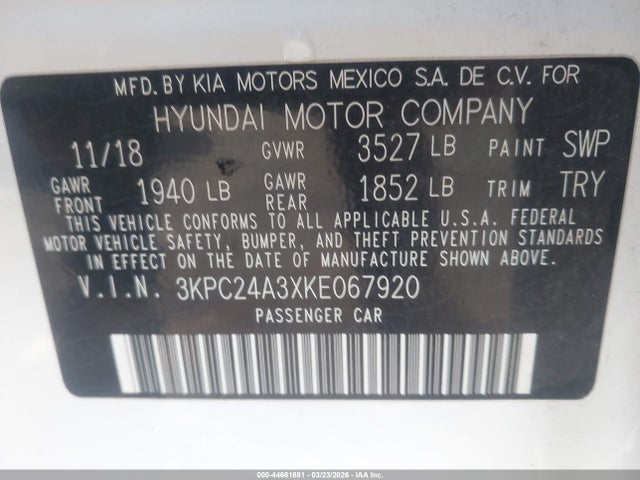 MFD. BY KIA MOTORS MEXICO S.A. DE C.V. FOR
HYUNDAI MOTOR COMPANY
11/18 GVWR 3527 LB PAINT SWP
GAWR FRONT 1940 LB GAWR REAR 1852 LB TRIM TRY
THIS VEHICLE CONFORMS TO ALL APPLICABLE U.S.A. FEDERAL
MOTOR VEHICLE SAFETY, BUMPER, AND THEFT PREVENTION STANDARDS
IN EFFECT ON THE DATE OF MANUFACTURE SHOWN ABOVE.
V.I.N. 3KPC24A3XKE067920
PASSENGER CAR
000-44661881 - 03/23/2026 - IAA Inc.